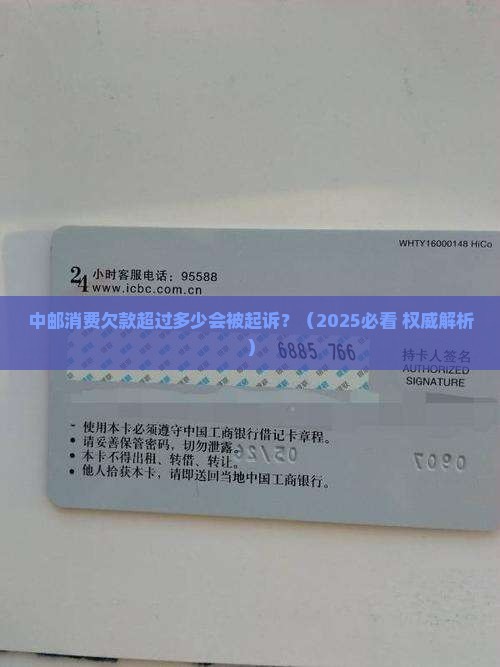 WHTY16000148 HiCo
24 小时客服电话：95588
www.icbc.com.cn
中邮消费欠款超过多少会被起诉？（2025必看 权威解析
）
6885 766
持卡人签名
AUTHORIZED
SIGNATURE
- 使用本卡必须遵守中国工商银行借记卡章程。
• 请妥善保管密码，切勿泄露。
05/26
• 本卡不得出租、转借、转让。
0907
• 他人拾获本卡，请即送回当地中国工商银行。